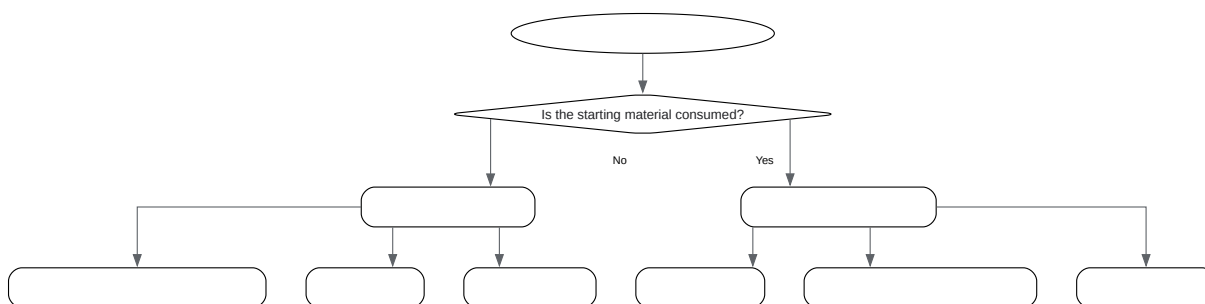 Is the starting material consumed?
No
Yes